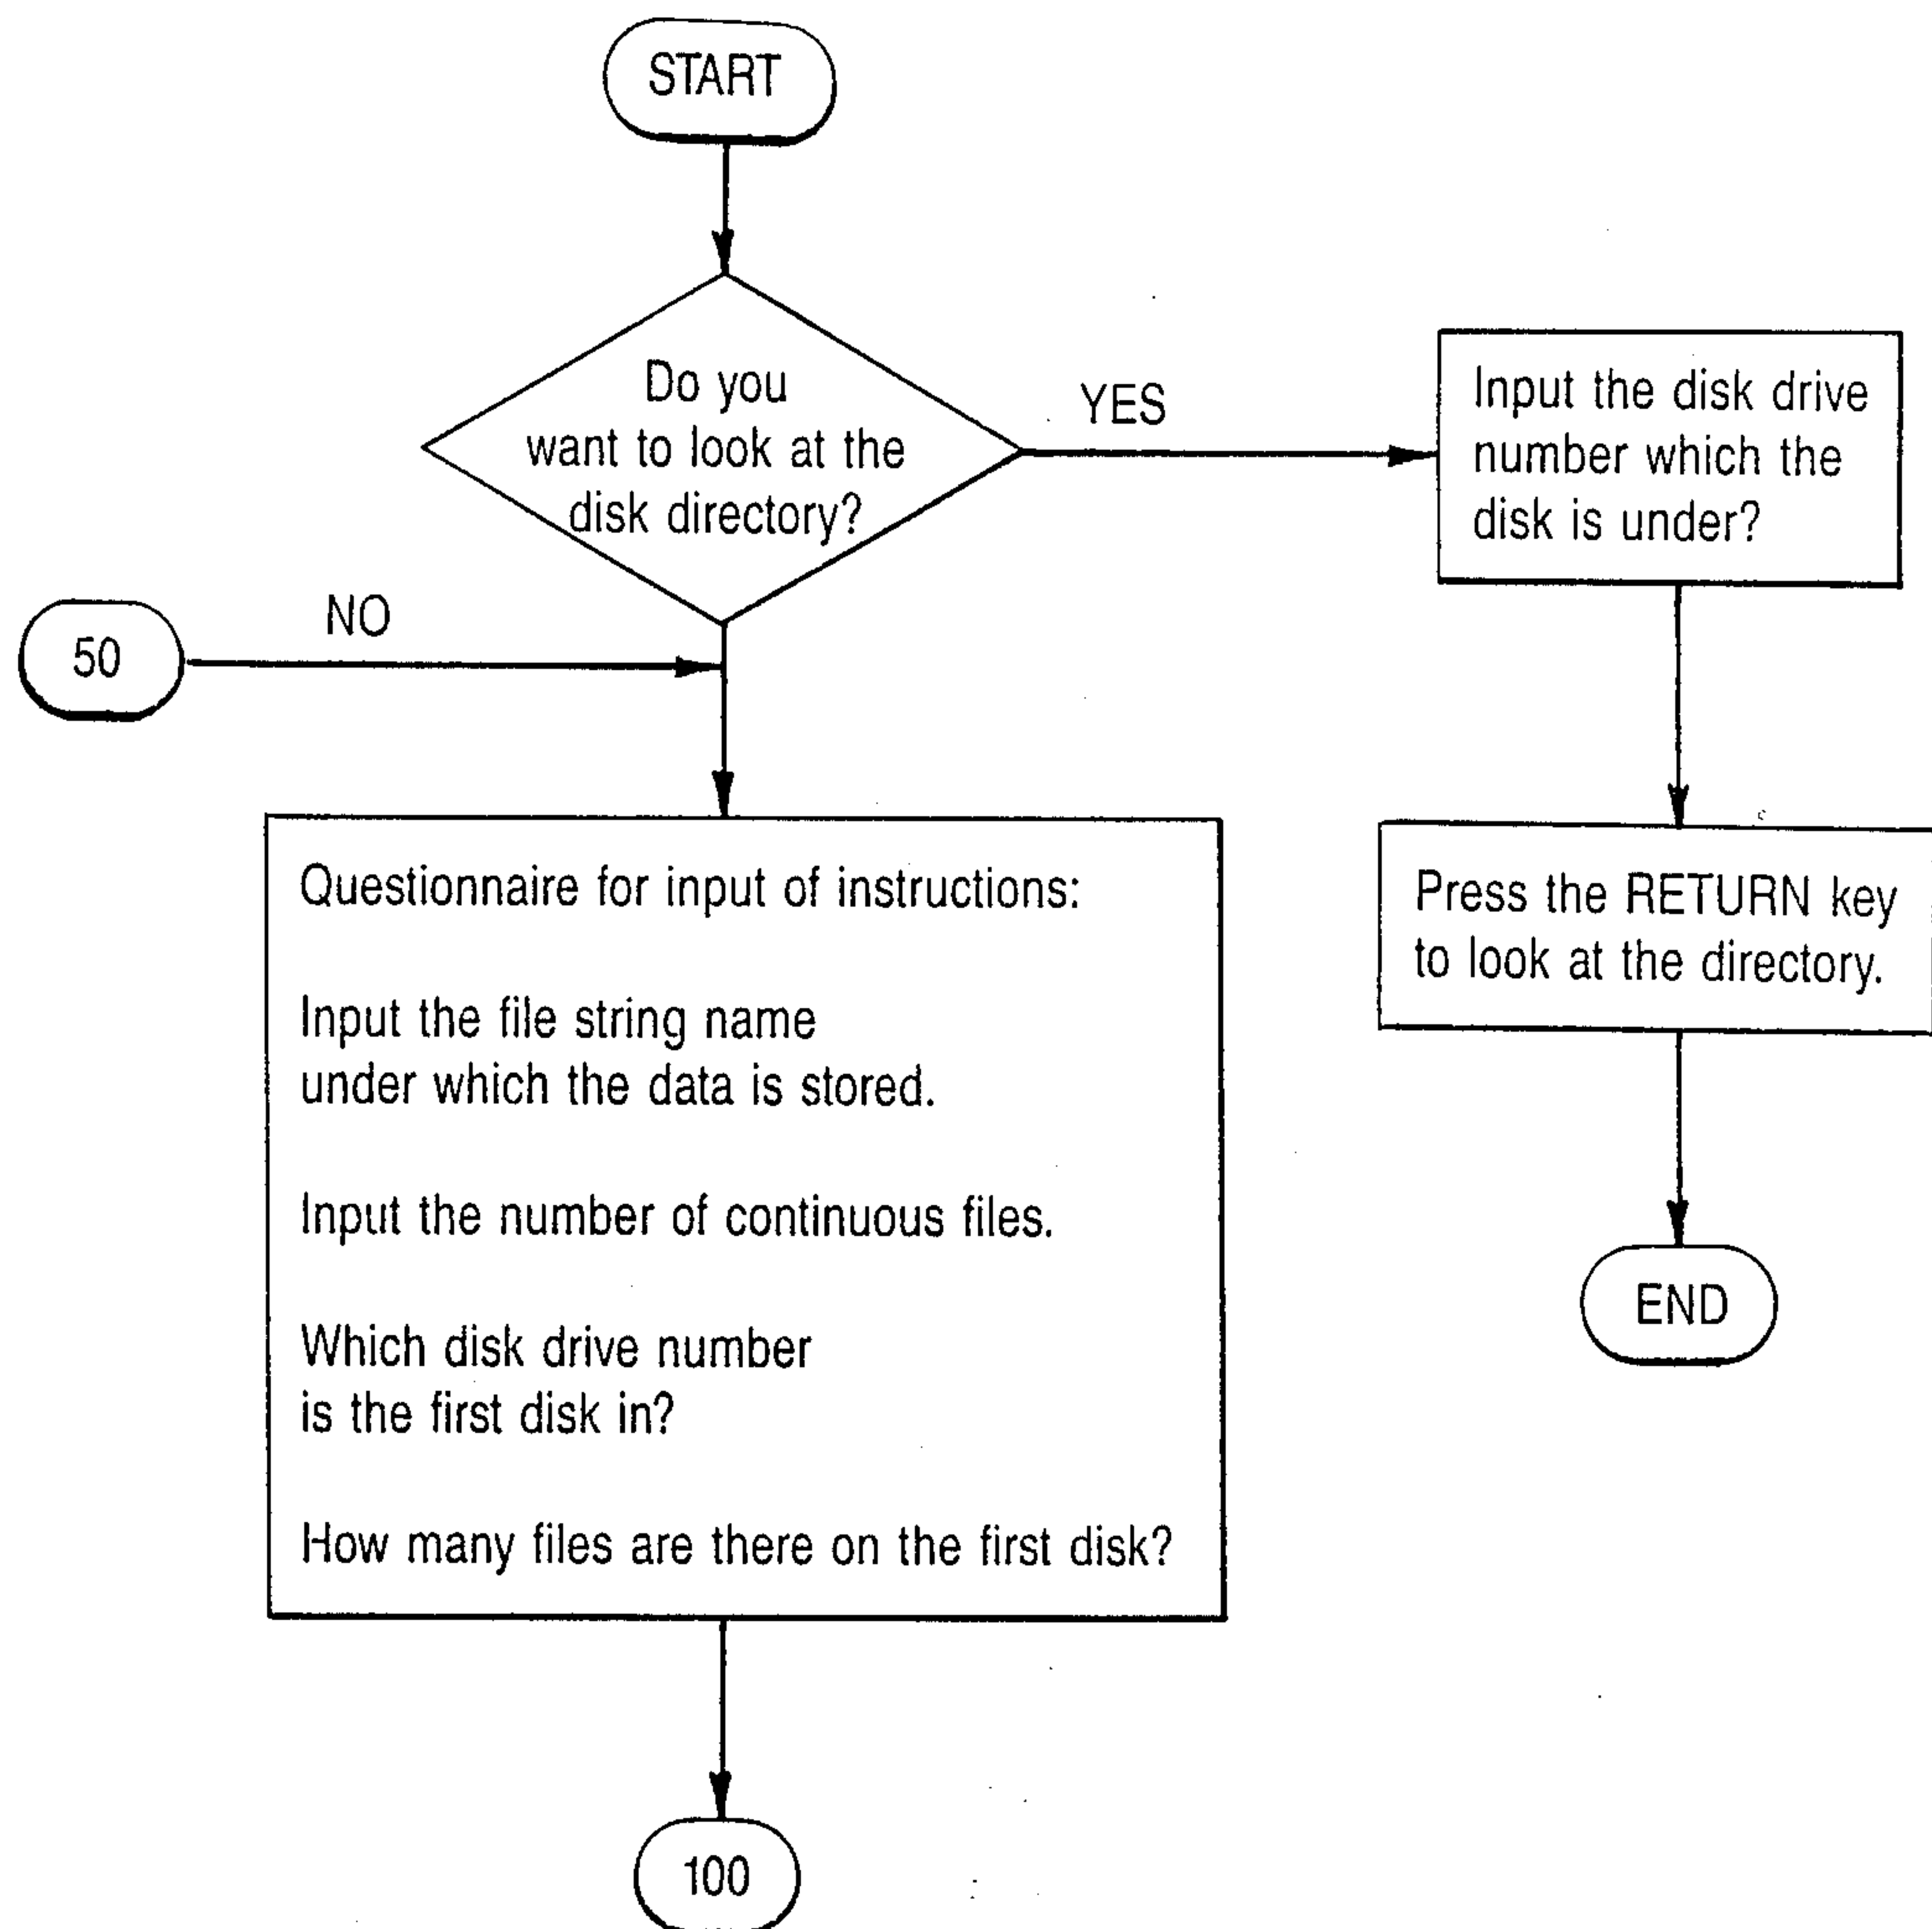 START
Do you
want to look at the
disk directory?
YES
Input the disk drive
number which the
disk is under?
NO
50
Questionnaire for input of instructions:
Input the file string name
under which the data is stored.
Input the number of continuous files.
Which disk drive number
is the first disk in?
How many files are there on the first disk?
Press the RETURN key
to look at the directory.
END
100